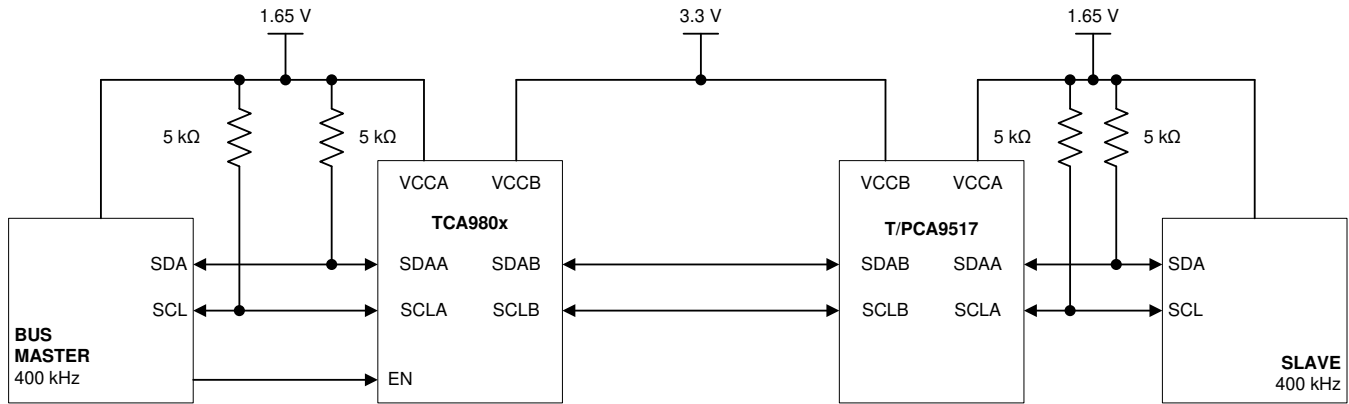 1.65 V
3.3 V
1.65 V
5 kΩ
5 kΩ
5 kΩ
5 kΩ
VCCA VCCB
VCCB VCCA
TCA980x
T/PCA9517
SDA
SDAA SDAB
SDAB SDAA
SDA
SCL
SCLA SCLB
SCLB SCLA
SCL
BUS
MASTER
400 kHz
EN
SLAVE
400 kHz